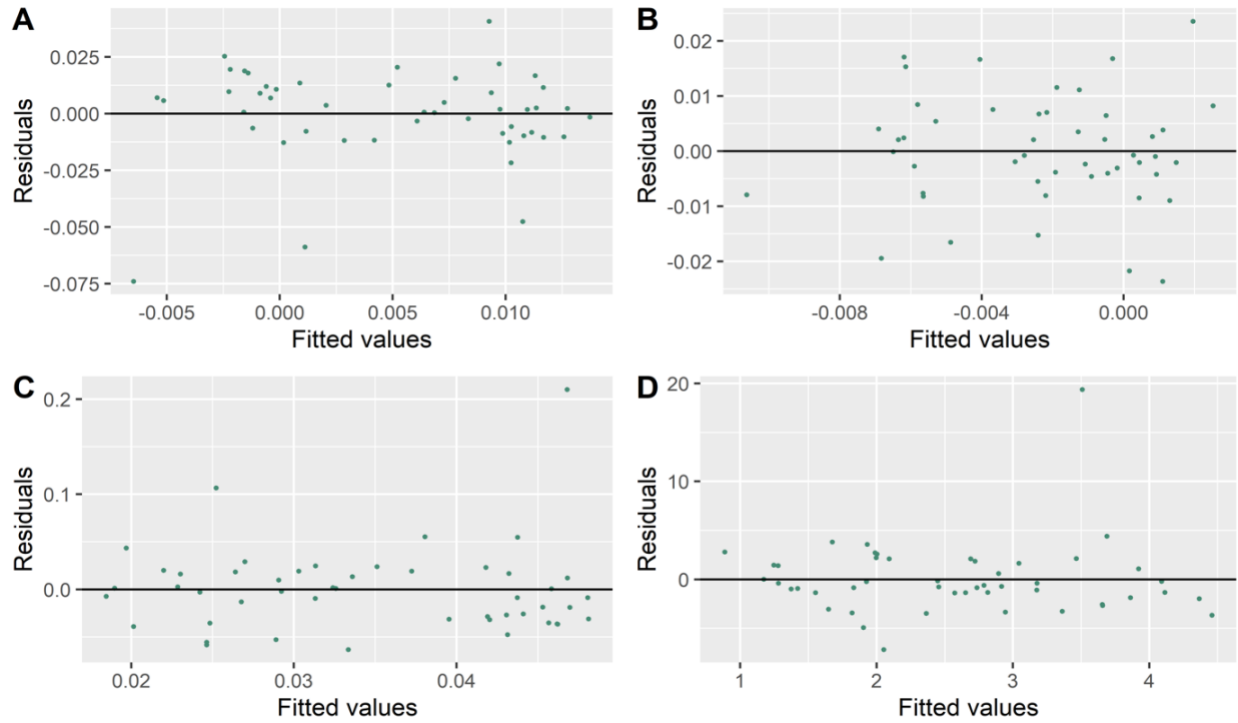 A
Residuals
0.025
0.000
-0.025
-0.050
-0.075
-0.005 0.000 0.005 0.010
Fitted values
B
Residuals
0.02
0.01
0.00
-0.01
-0.02
-0.008 -0.004 0.000
Fitted values
C
Residuals
0.2
0.1
0.0
0.02 0.03 0.04
Fitted values
D
Residuals
20
10
0
1 2 3 4
Fitted values